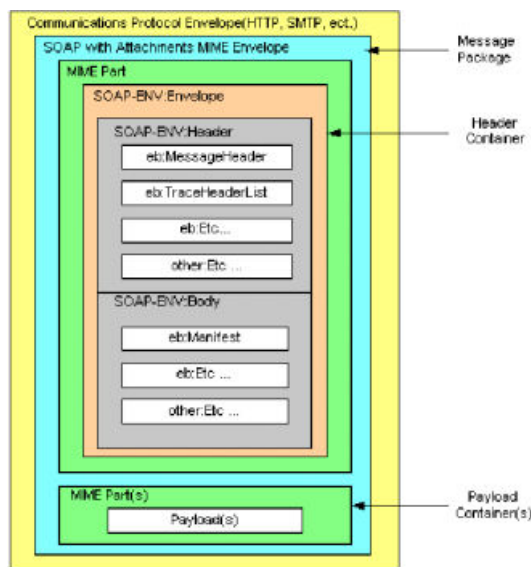 Communications Protocol Envelope(HTTP, SMTP, ect.)
SOAP with Attachments MIME Envelope
MIME Part
SOAP-ENV:Envelope
SOAP-ENV:Header
eb:MessageHeader
eb:TraceHeaderList
eb:Etc...
other:Etc ...
SOAP-ENV:Body
eb:Manifest
eb:Etc ...
other:Etc ...
MIME Part(s)
Payload(s)
Message
Package
Header
Container
Payload
Container(s)